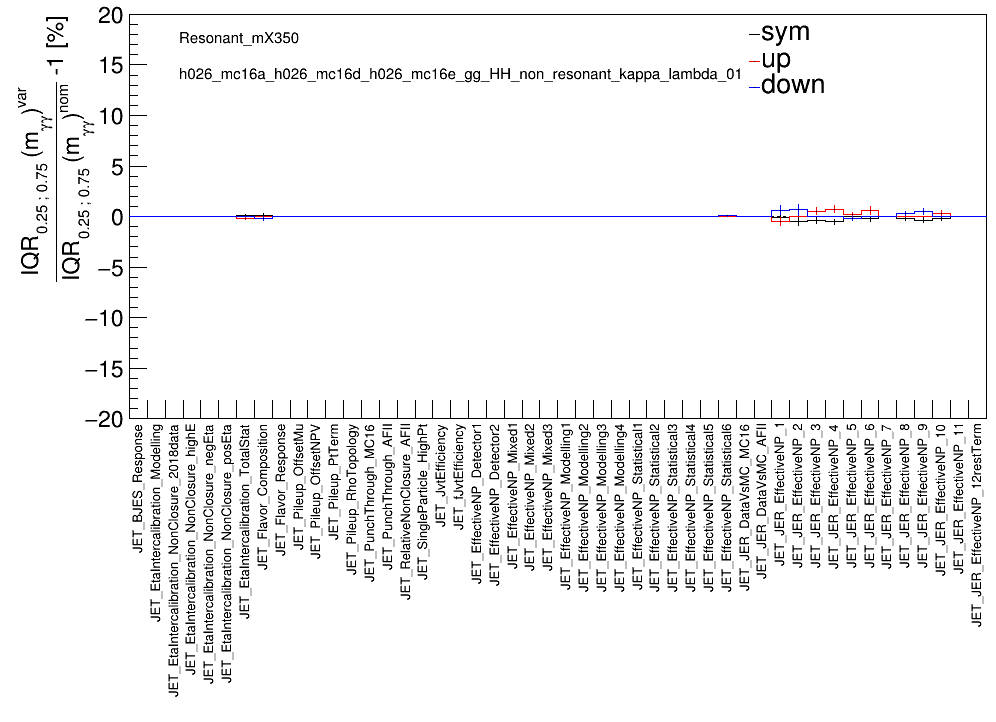 Resonant_mX350
h026_mc16a_h026_mc16d_h026_mc16e_gg_HH_non_resonant_kappa_lambda_01
sym
up
down
IQR0.25 ; 0.75 (mγγ)var
IQR0.25 ; 0.75 (mγγ)nom -1 [%]
20
15
10
5
0
−5
−10
−15
−20
JET_BJES_Response
JET_EtaIntercalibration_Modelling
JET_EtaIntercalibration_NonClosure_2018data
JET_EtaIntercalibration_NonClosure_highE
JET_EtaIntercalibration_NonClosure_negEta
JET_EtaIntercalibration_NonClosure_posEta
JET_EtaIntercalibration_TotalStat
JET_Flavor_Composition
JET_Flavor_Response
JET_Pileup_OffsetMu
JET_Pileup_OffsetNPV
JET_Pileup_PtTerm
JET_Pileup_RhoTopology
JET_PunchThrough_MC16
JET_PunchThrough_AFII
JET_RelativeNonClosure_AFII
JET_SingleParticle_HighPt
JET_JvtEfficiency
JET_fJvtEfficiency
JET_EffectiveNP_Detector1
JET_EffectiveNP_Detector2
JET_EffectiveNP_Mixed1
JET_EffectiveNP_Mixed2
JET_EffectiveNP_Mixed3
JET_EffectiveNP_Modelling1
JET_EffectiveNP_Modelling2
JET_EffectiveNP_Modelling3
JET_EffectiveNP_Modelling4
JET_EffectiveNP_Statistical1
JET_EffectiveNP_Statistical2
JET_EffectiveNP_Statistical3
JET_EffectiveNP_Statistical4
JET_EffectiveNP_Statistical5
JET_EffectiveNP_Statistical6
JET_JER_DataVsMC_MC16
JET_JER_DataVsMC_AFII
JET_JER_EffectiveNP_1
JET_JER_EffectiveNP_2
JET_JER_EffectiveNP_3
JET_JER_EffectiveNP_4
JET_JER_EffectiveNP_5
JET_JER_EffectiveNP_6
JET_JER_EffectiveNP_7
JET_JER_EffectiveNP_8
JET_JER_EffectiveNP_9
JET_JER_EffectiveNP_10
JET_JER_EffectiveNP_11
JET_JER_EffectiveNP_12restTerm